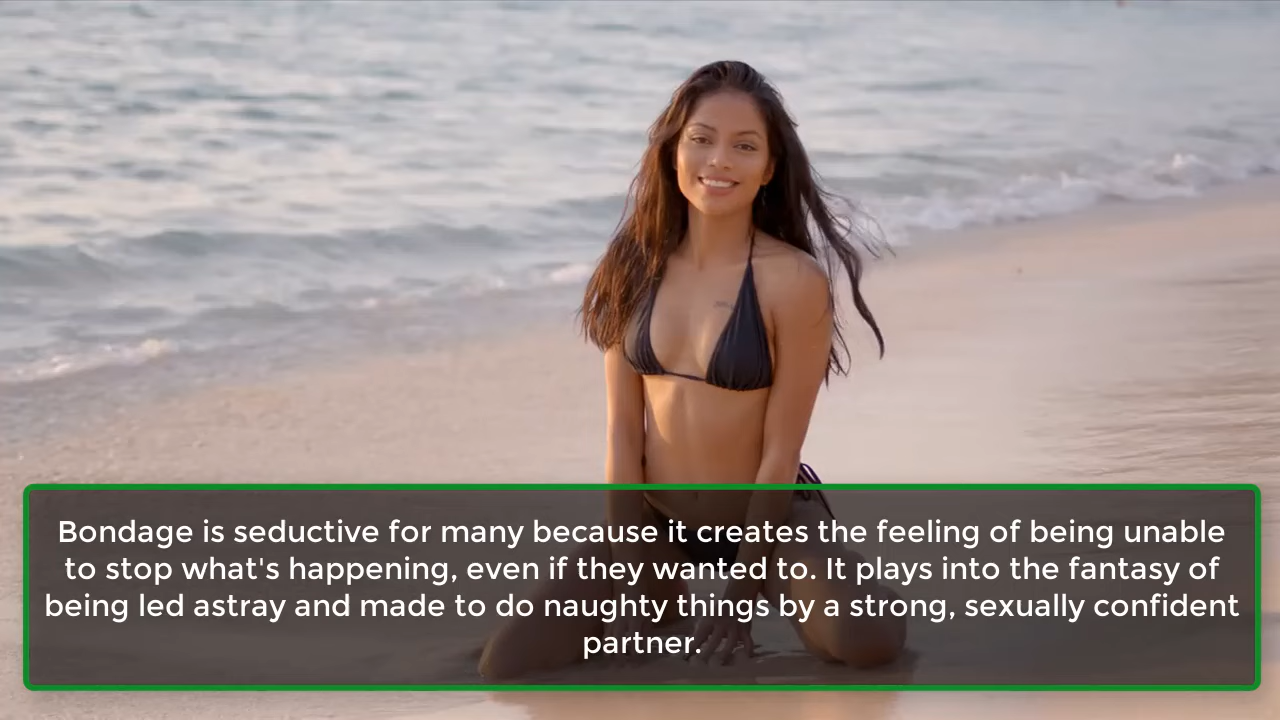 Bondage is seductive for many because it creates the feeling of being unable
to stop what's happening, even if they wanted to. It plays into the fantasy of
being led astray and made to do naughty things by a strong, sexually confident
partner.